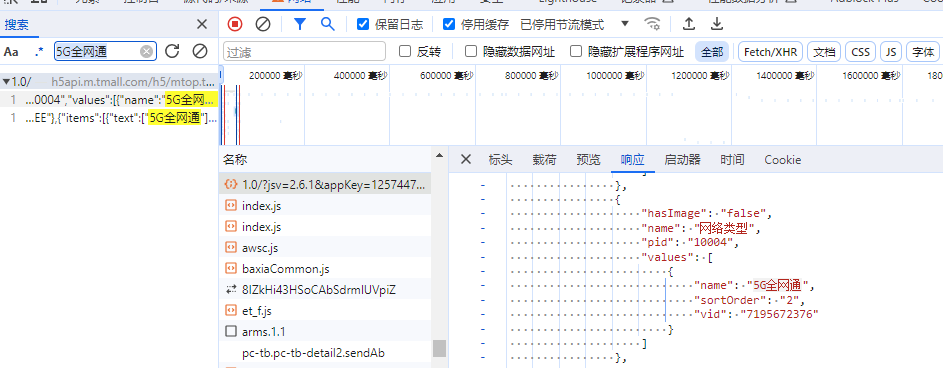 搜索
Aa .* 5G全网通
1.0/ h5api.m.tmall.com/h5/mtop.t...
1 ...0004","values":[{"name":"5G全网...
1 ...EE"},{"items":[{"text":["5G全网通"]...
保留日志 停用缓存 已停用节流模式
过滤 反转 隐藏数据网址 隐藏扩展程序网址 全部 Fetch/XHR 文档 CSS JS 字体
200000 毫秒 400000 毫秒 600000 毫秒 800000 毫秒 1000000 毫秒 1200000 毫秒 1400000 毫秒 1600000 毫秒 180
名称
1.0/?jsv=2.6.1&appKey=1257447...
index.js
index.js
awsc.js
baxiaCommon.js
8IZkHi43HSoCAbSdrmIUVpiZ
et_f.js
arms.1.1
pc-tb.pc-tb-detail2.sendAb
标头 载荷 预览 响应 启动器 时间 Cookie
- },
- {
- "hasImage": "false",
- "name": "网络类型",
- "pid": "10004",
- "values": [
- {
- "name": "5G全网通",
- "sortOrder": "2",
- "vid": "7195672376"
- }
- ]
- },